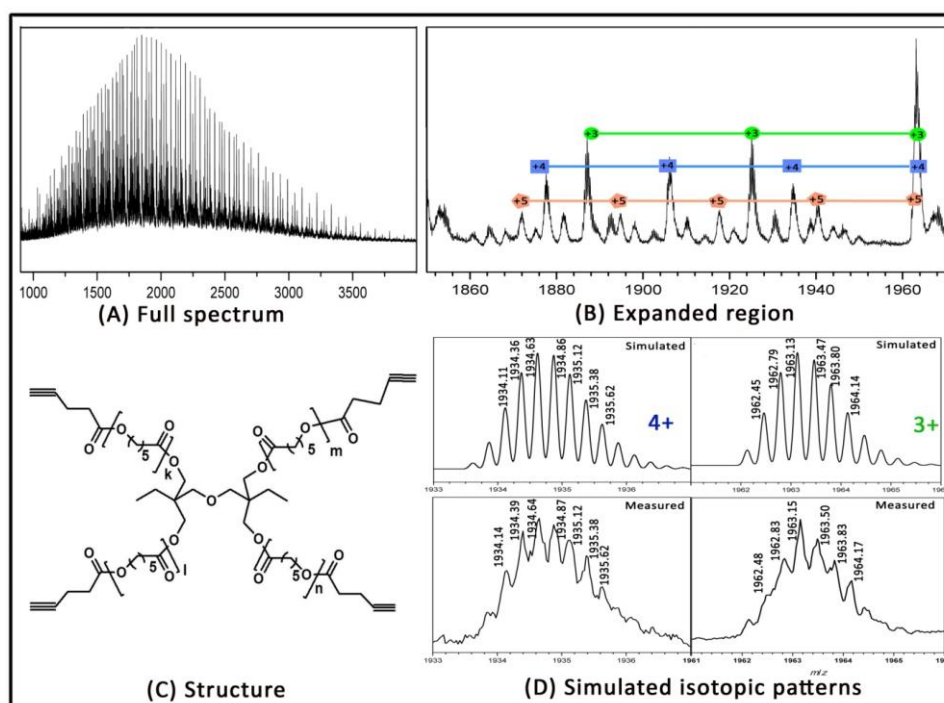 1000 1500 2000 2500 3000 3500
(A) Full spectrum
+3 +3 +3
+4 +4 +4 +4
+5 +5 +5 +5 +5
1860 1880 1900 1920 1940 1960
(B) Expanded region
O O
O O
5 5
k O O m
O
O O
O O
5 l 5 n
O O
(C) Structure
Simulated
1934.11
1934.36
1934.63
1934.86
1935.12
1935.38
1935.62
4+
1933 1934 1935 1936
Simulated
1962.45
1962.79
1963.13
1963.47
1963.80
1964.14
3+
1962 1963 1964 1965
Measured
1934.14
1934.39
1934.64
1934.87
1935.12
1935.38
1935.62
1933 1934 1935 1936
Measured
1962.48
1962.83
1963.15
1963.50
1963.83
1964.17
1961 1962 1963 1964 1965
m/z
(D) Simulated isotopic patterns